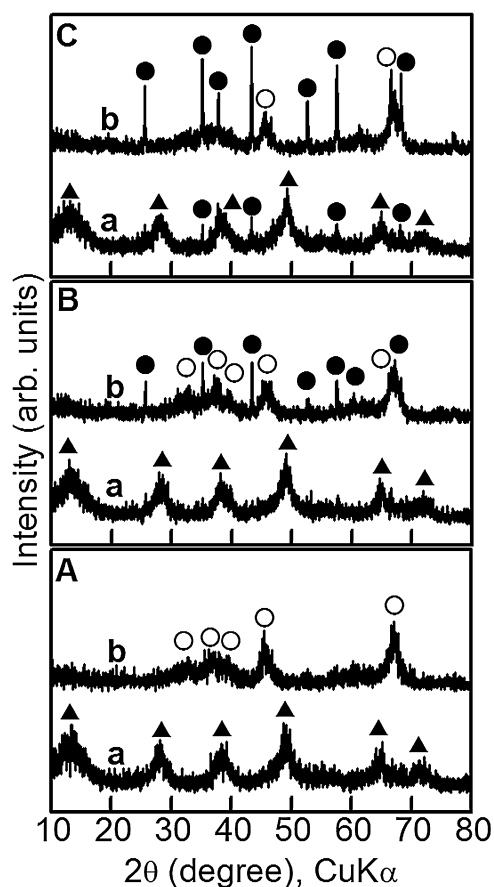 C
b
a
B
b
a
A
b
a
Intensity (arb. units)
10 20 30 40 50 60 70 80
2θ (degree), CuKα